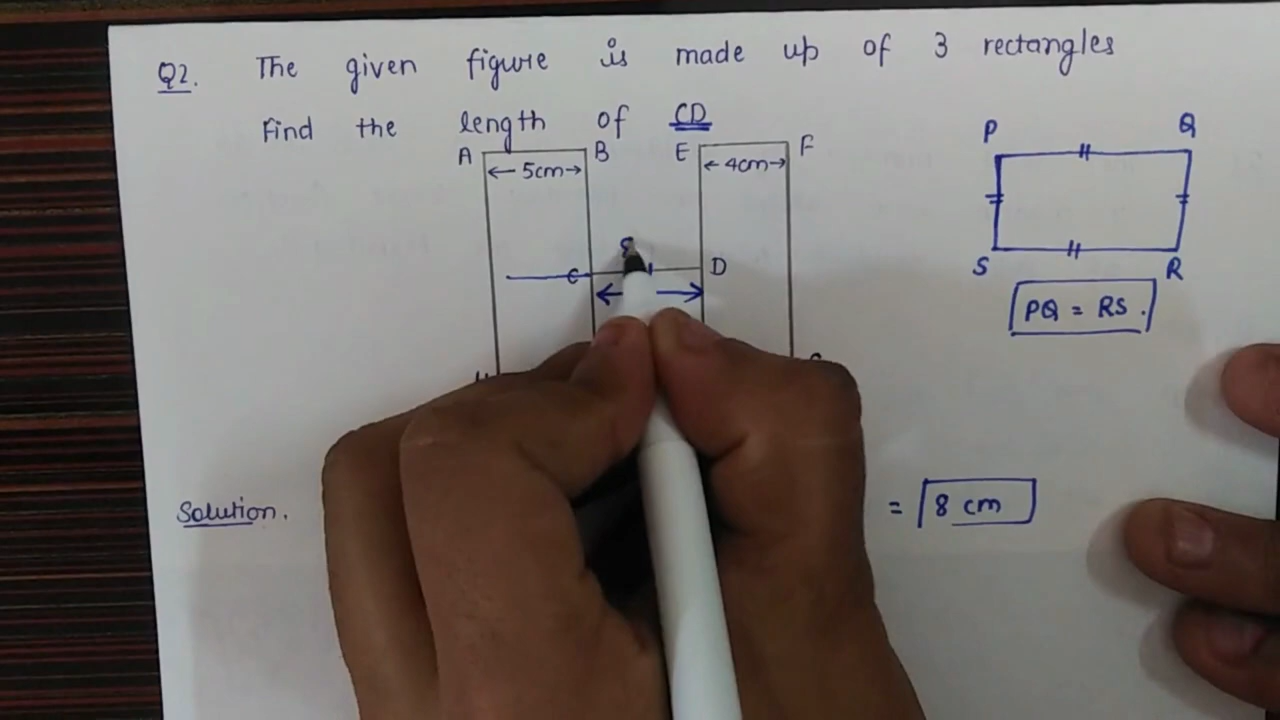 Q2. The given figure is made up of 3 rectangles
Find the length of CD
A B E F
5cm 4cm
C D
P Q
S R
PQ = RS.
Solution. = 8 cm